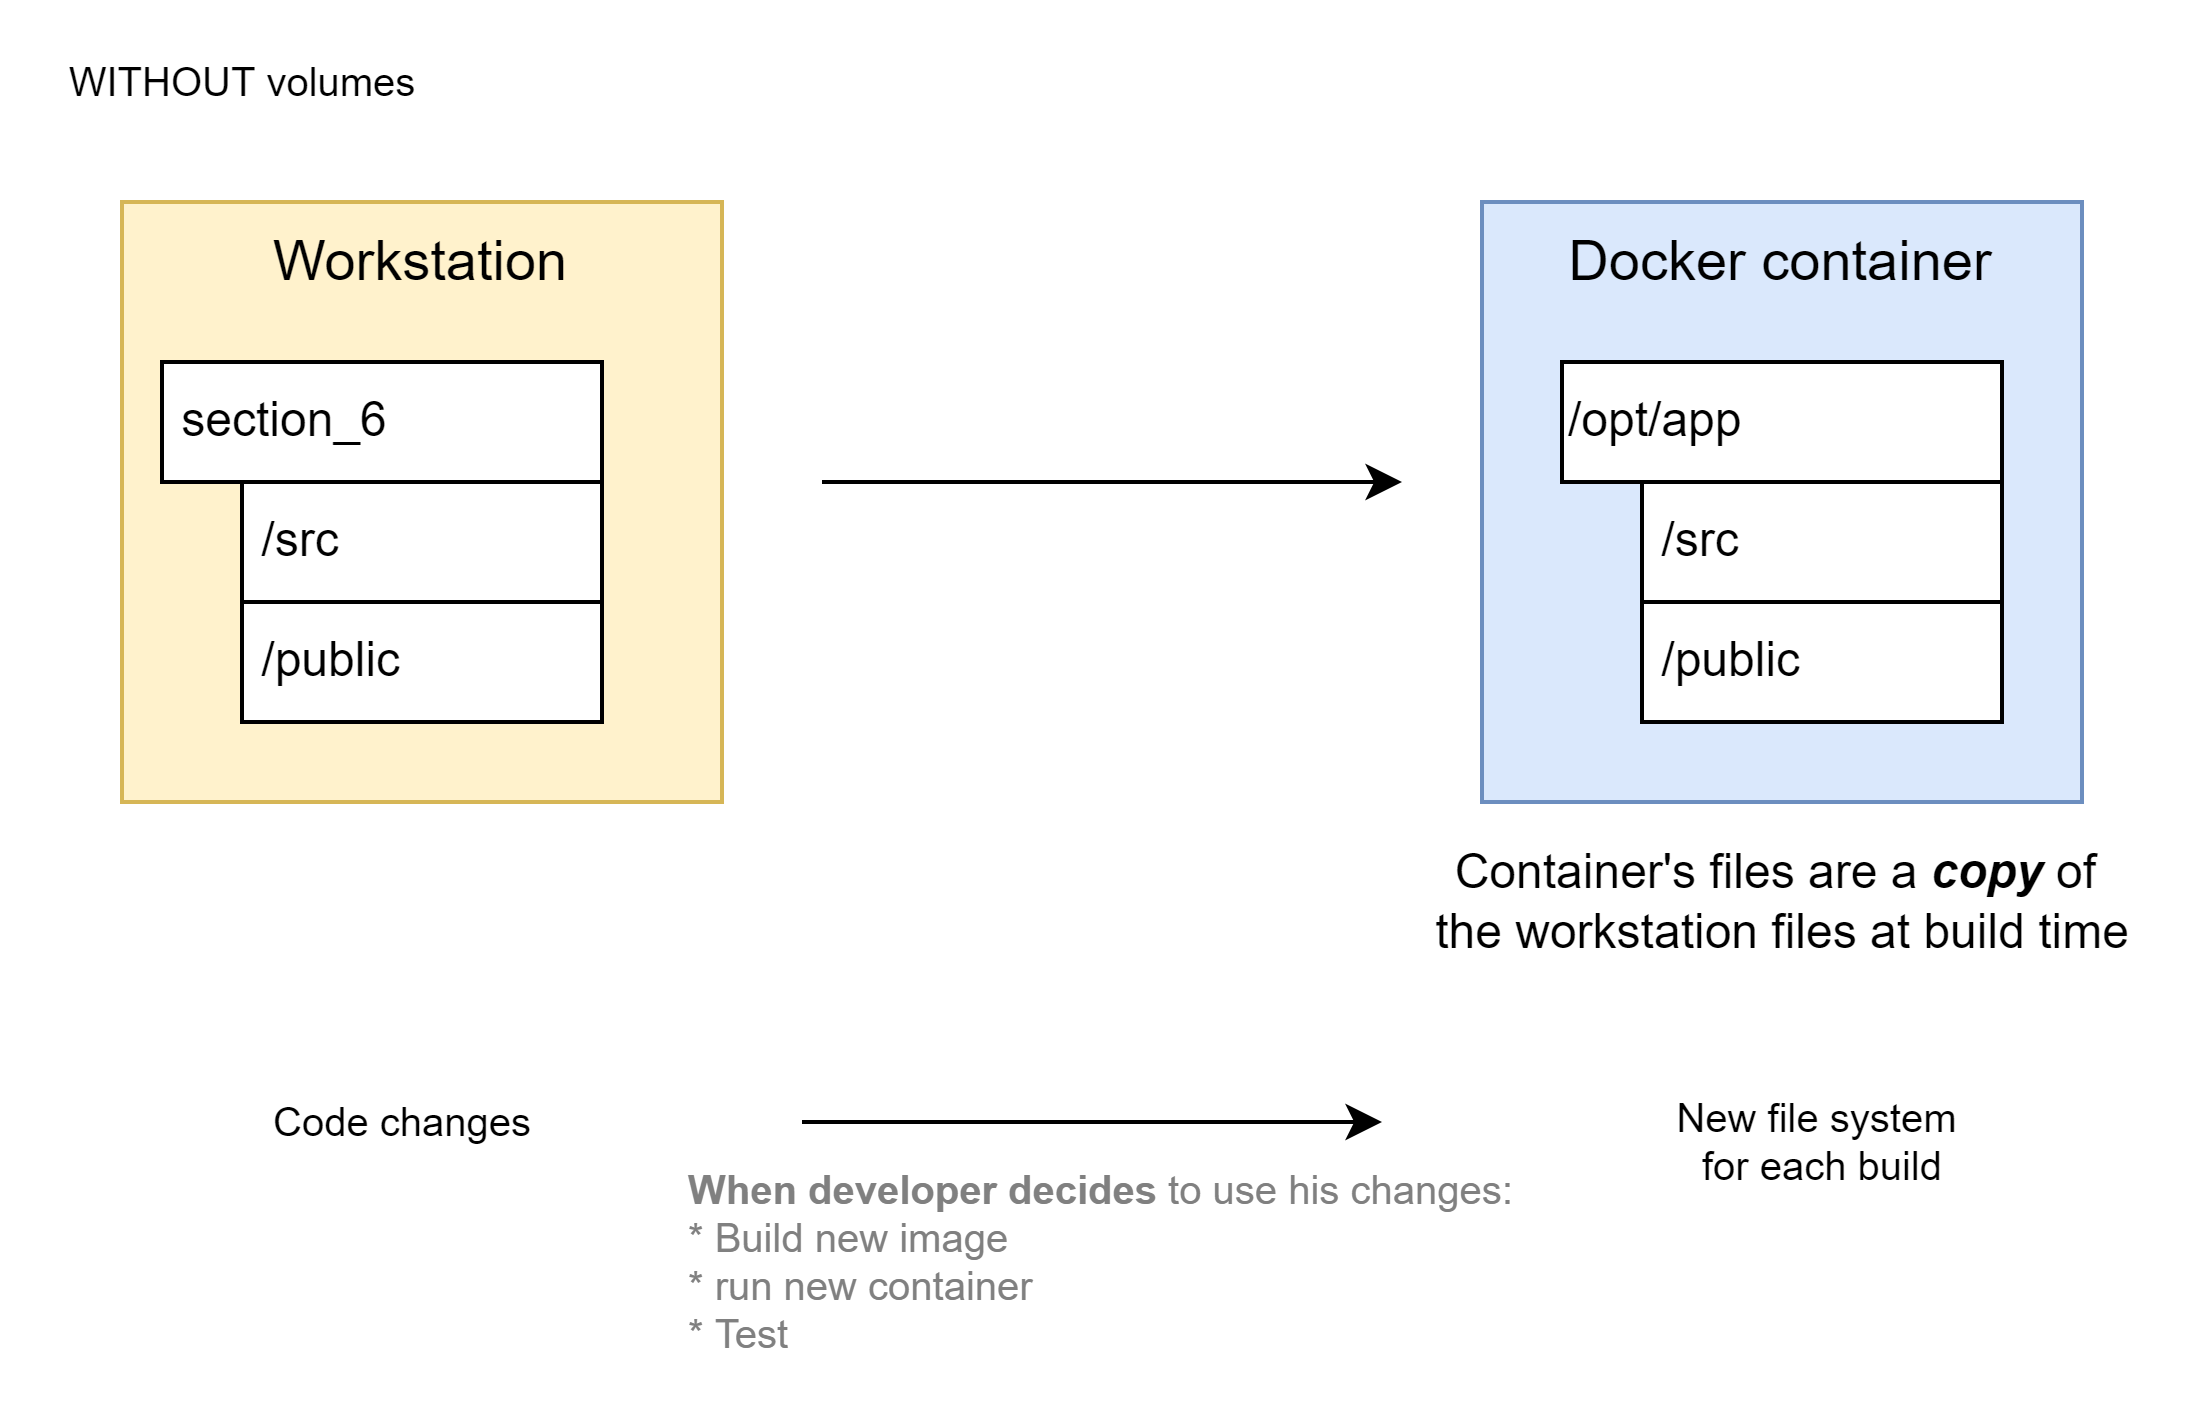 WITHOUT volumes
Workstation
section_6
/src
/public
Docker container
/opt/app
/src
/public
Container's files are a copy of
the workstation files at build time
Code changes
When developer decides to use his changes:
* Build new image
* run new container
* Test
New file system
for each build